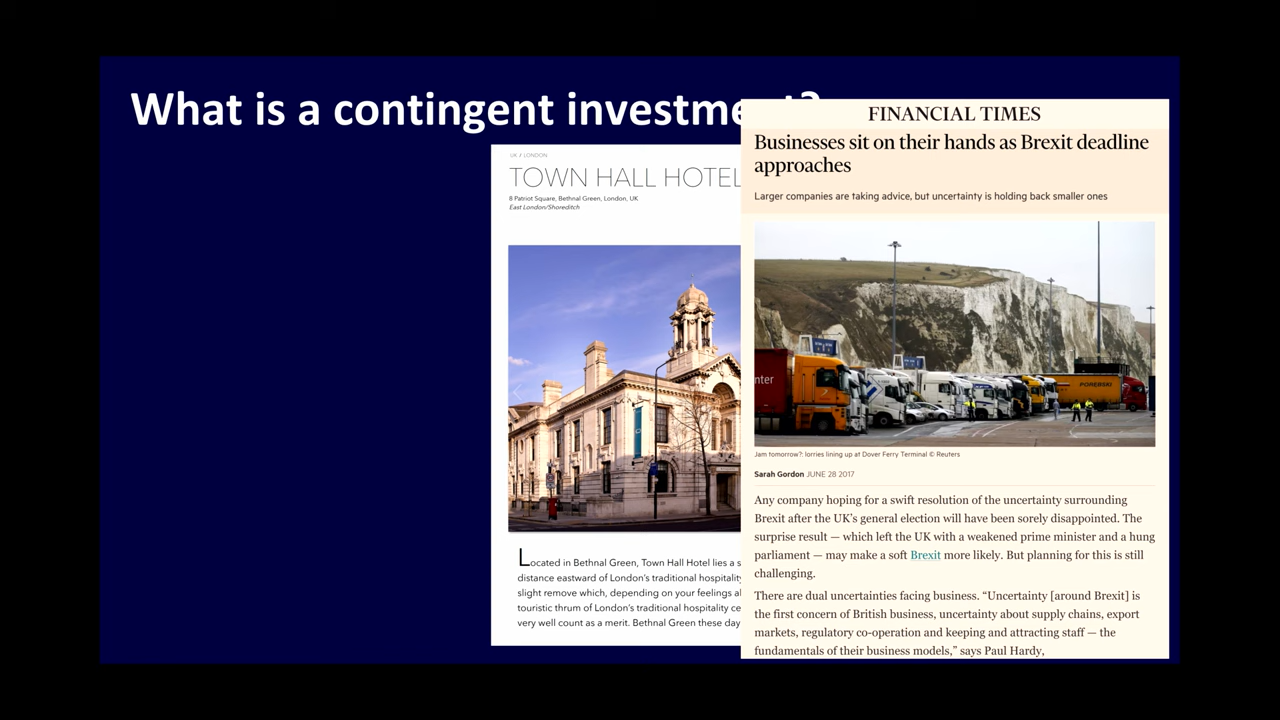 What is a contingent investment?
UK / LONDON
TOWN HALL HOTEL
8 Patriot Square, Bethnal Green, London, UK
East London/Shoreditch
Located in Bethnal Green, Town Hall Hotel lies a s
distance eastward of London's traditional hospitality
slight remove which, depending on your feelings a
touristic thrum of London's traditional hospitality ce
very well count as a merit. Bethnal Green these day
FINANCIAL TIMES
Businesses sit on their hands as Brexit deadline
approaches
Larger companies are taking advice, but uncertainty is holding back smaller ones
nter
PONERSKI
Jam tomorrow?: lorries lining up at Dover Ferry Terminal © Reuters
Sarah Gordon JUNE 28 2017
Any company hoping for a swift resolution of the uncertainty surrounding
Brexit after the UK's general election will have been sorely disappointed. The
surprise result — which left the UK with a weakened prime minister and a hung
parliament — may make a soft Brexit more likely. But planning for this is still
challenging.
There are dual uncertainties facing business. “Uncertainty [around Brexit] is
the first concern of British business, uncertainty about supply chains, export
markets, regulatory co-operation and keeping and attracting staff — the
fundamentals of their business models,” says Paul Hardy,